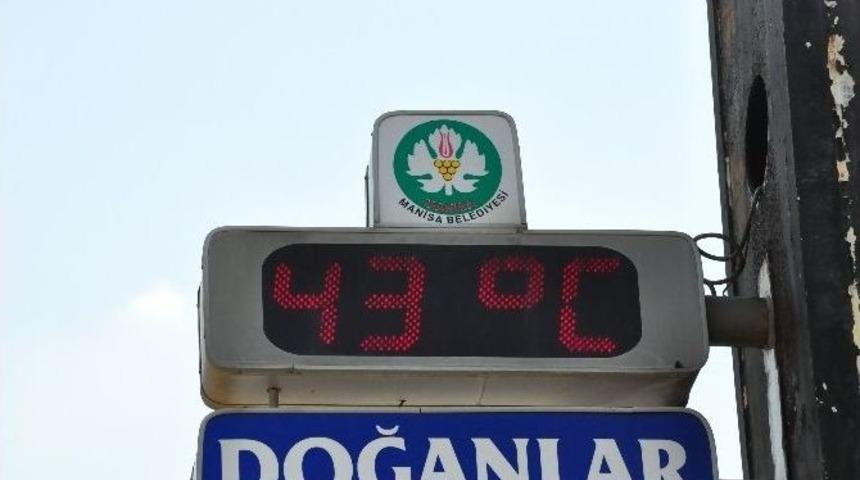 MANİSA BELEDİYESİ
43 °C
DOĞANLAR